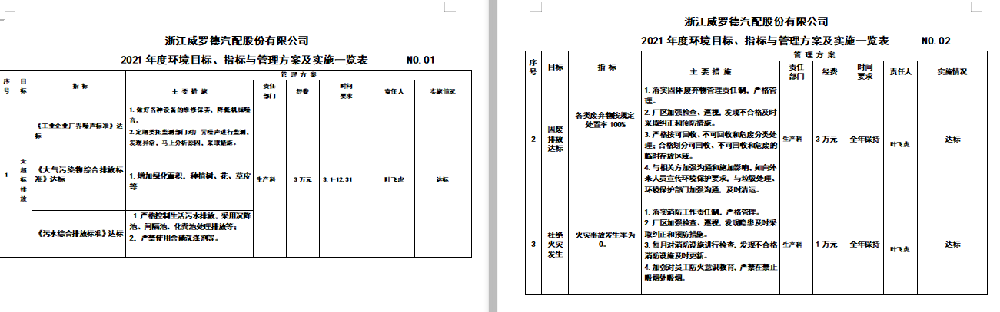 浙江威罗德汽配股份有限公司
2021 年度环境目标、指标与管理方案及实施一览表 NO.01
序号 目标 指 标 管 理 方 案
主 要 措 施 责任部门 经费 时间要求 责任人 实施情况
1 无超标排放
《工业企业厂界噪声标准》达标
1. 做好各种设备的维修保养，降低机械噪音。
2. 定期委托监测部门对厂界噪声进行监测，发现异常，马上分析原因，采取措施。
《大气污染物综合排放标准》达标
1. 增加绿化面积，种植树、花、草皮等
生产科 3 万元 3.1-12.31 叶飞虎 达标
《污水综合排放标准》达标
1. 严格控制生活污水排放，采用沉降池、间隔池、化粪池处理排放等；
2. 严禁使用含磷洗涤剂等。
浙江威罗德汽配股份有限公司
2021 年度环境目标、指标与管理方案及实施一览表 NO.02
序号 目标 指 标 管 理 方 案
主 要 措 施 责任部门 经费 时间要求 责任人 实施情况
2 固废排放达标
各类废弃物按规定处置率 100%
1. 落实固体废弃物管理责任制，严格管理。
2. 厂区加强检查、巡视，发现不合格及时采取纠正和预防措施。
3. 严格按可回收、不可回收和危废分类处理；合格划分可回收、不可回收和危废的临时存放区域。
4. 与相关方加强沟通和施加影响，如向外来人员宣传环境保护要求，与垃圾处理、环境保护部门加强沟通，及时清运。
生产科 3 万元 全年保持 叶飞虎 达标
3 杜绝火灾发生
火灾事故发生率为0。
1. 落实消防工作责任制，严格管理。
2. 厂区加强检查、巡视，发现隐患及时采取纠正和预防措施。
3. 每月对消防设施进行检查，发现不合格消防设施及时更新。
4. 加强对员工防火意识教育，严禁在禁止吸烟处吸烟。
生产科 1 万元 全年保持 叶飞虎 达标